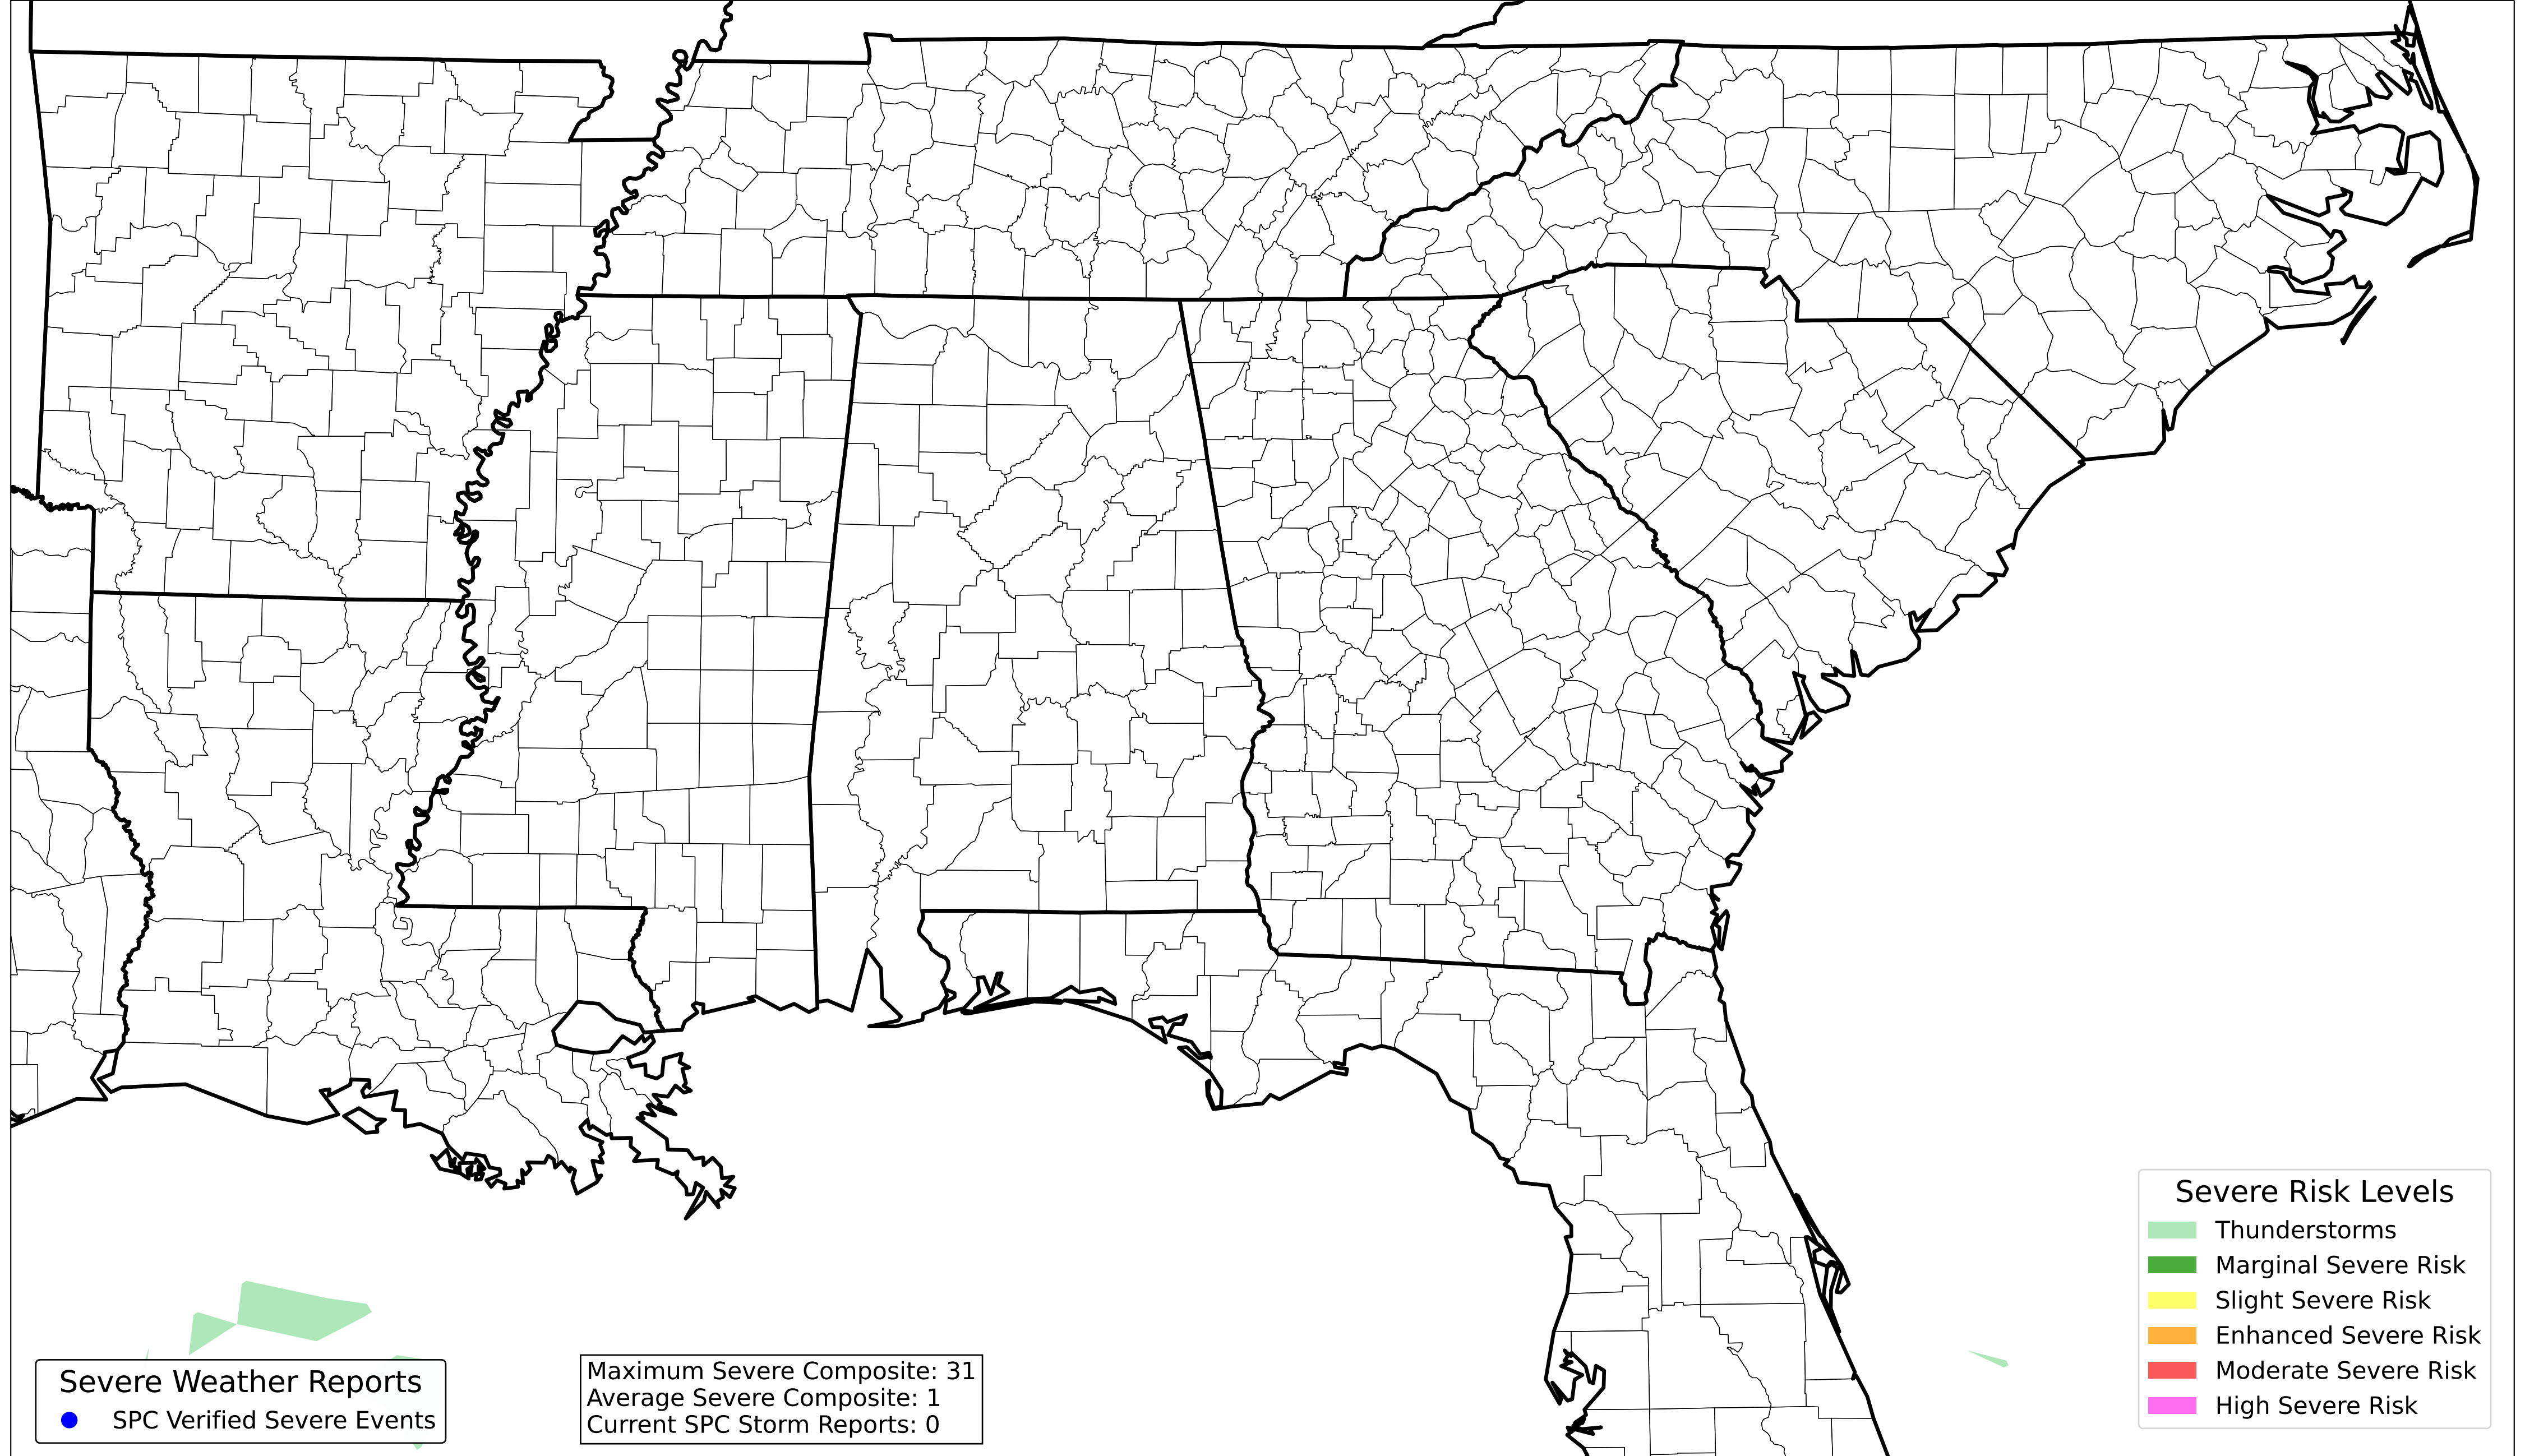 Severe Weather Reports
SPC Verified Severe Events
Maximum Severe Composite: 31
Average Severe Composite: 1
Current SPC Storm Reports: 0
Severe Risk Levels
Thunderstorms
Marginal Severe Risk
Slight Severe Risk
Enhanced Severe Risk
Moderate Severe Risk
High Severe Risk